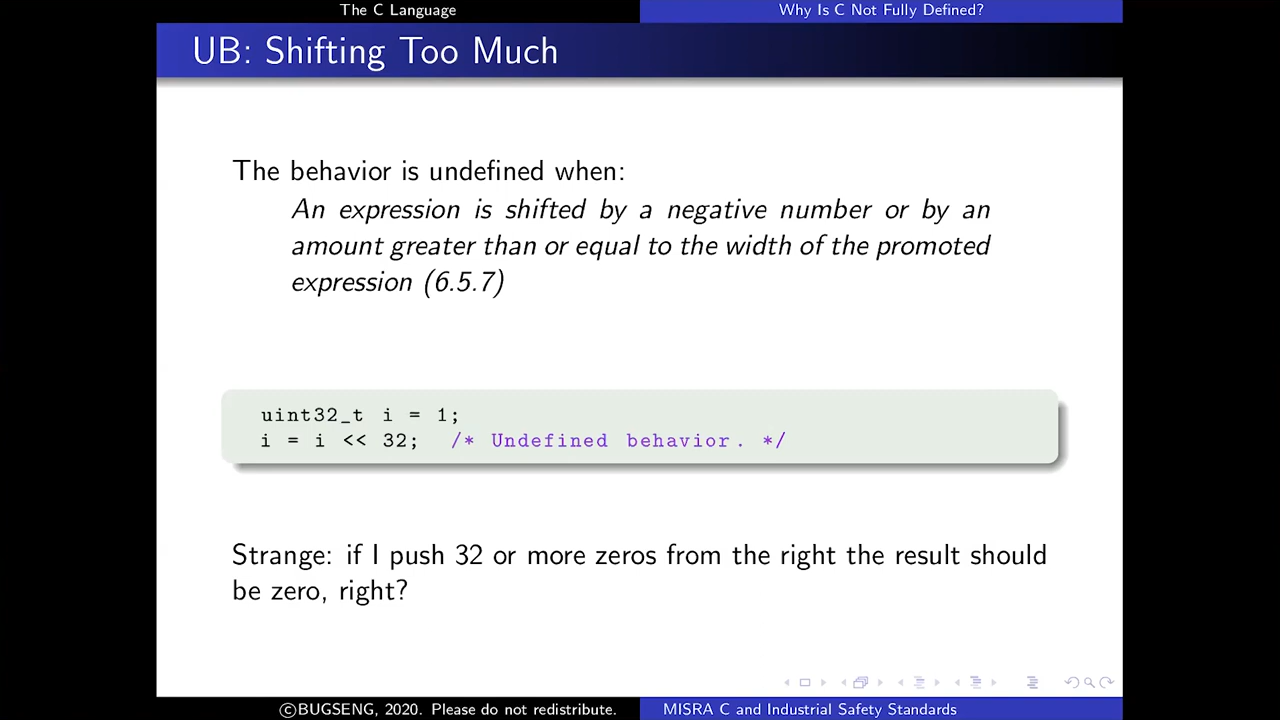 The C Language
Why Is C Not Fully Defined?
UB: Shifting Too Much
The behavior is undefined when:
An expression is shifted by a negative number or by an
amount greater than or equal to the width of the promoted
expression (6.5.7)
uint32_t i = 1;
i = i << 32; /* Undefined behavior. */
Strange: if I push 32 or more zeros from the right the result should
be zero, right?
©BUGSENG, 2020. Please do not redistribute.
MISRA C and Industrial Safety Standards